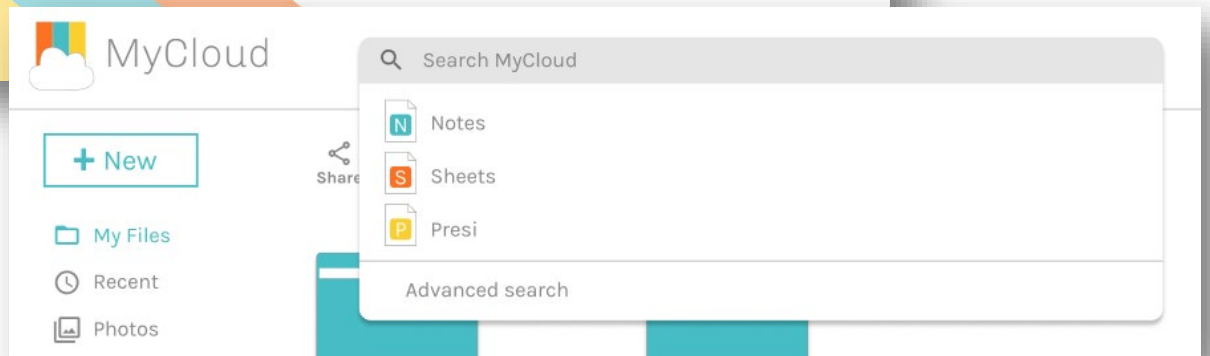 MyCloud
Search MyCloud
N Notes
S Sheets
P Presi
Advanced search
+ New
Share
My Files
Recent
Photos